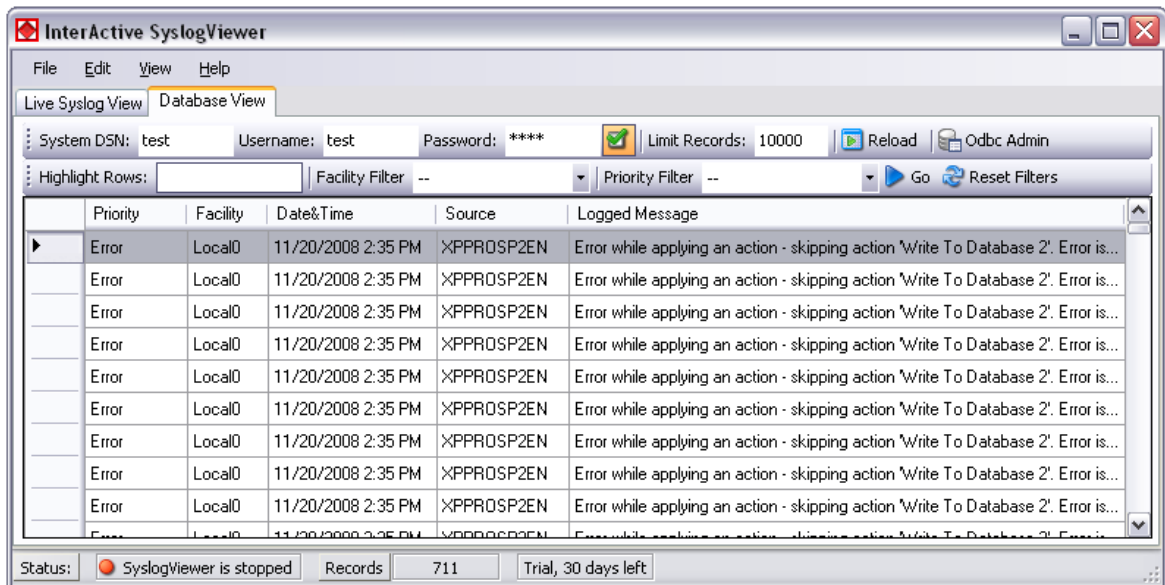 InterActive SyslogViewer
File Edit View Help
Live Syslog View Database View
System DSN: test Username: test Password: **** Limit Records: 10000 Reload Odbc Admin
Highlight Rows: Facility Filter -- Priority Filter -- Go Reset Filters
Priority Facility Date&Time Source Logged Message
Error Local0 11/20/2008 2:35 PM XPPROSP2EN Error while applying an action - skipping action 'Write To Database 2'. Error is...
Error Local0 11/20/2008 2:35 PM XPPROSP2EN Error while applying an action - skipping action 'Write To Database 2'. Error is...
Error Local0 11/20/2008 2:35 PM XPPROSP2EN Error while applying an action - skipping action 'Write To Database 2'. Error is...
Error Local0 11/20/2008 2:35 PM XPPROSP2EN Error while applying an action - skipping action 'Write To Database 2'. Error is...
Error Local0 11/20/2008 2:35 PM XPPROSP2EN Error while applying an action - skipping action 'Write To Database 2'. Error is...
Error Local0 11/20/2008 2:35 PM XPPROSP2EN Error while applying an action - skipping action 'Write To Database 2'. Error is...
Error Local0 11/20/2008 2:35 PM XPPROSP2EN Error while applying an action - skipping action 'Write To Database 2'. Error is...
Error Local0 11/20/2008 2:35 PM XPPROSP2EN Error while applying an action - skipping action 'Write To Database 2'. Error is...
Error Local0 11/20/2008 2:35 PM XPPROSP2EN Error while applying an action - skipping action 'Write To Database 2'. Error is...
Status: SyslogViewer is stopped Records 711 Trial, 30 days left